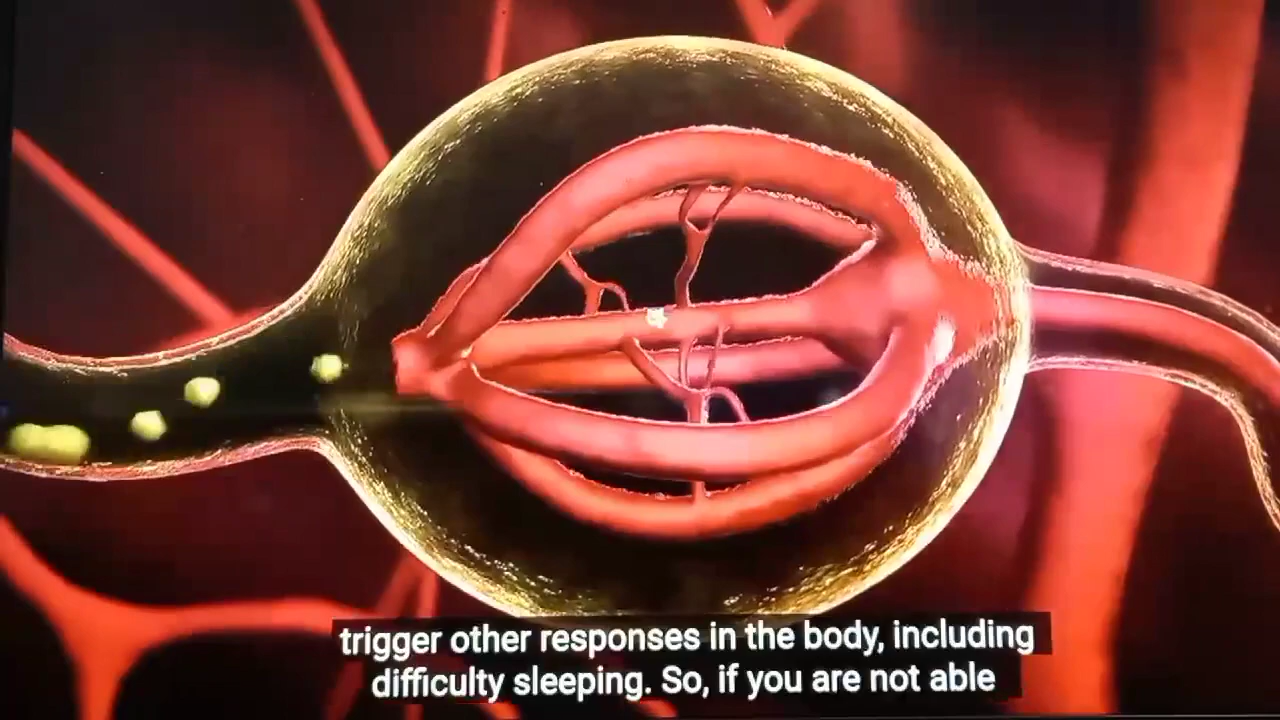 trigger other responses in the body, including
difficulty sleeping. So, if you are not able